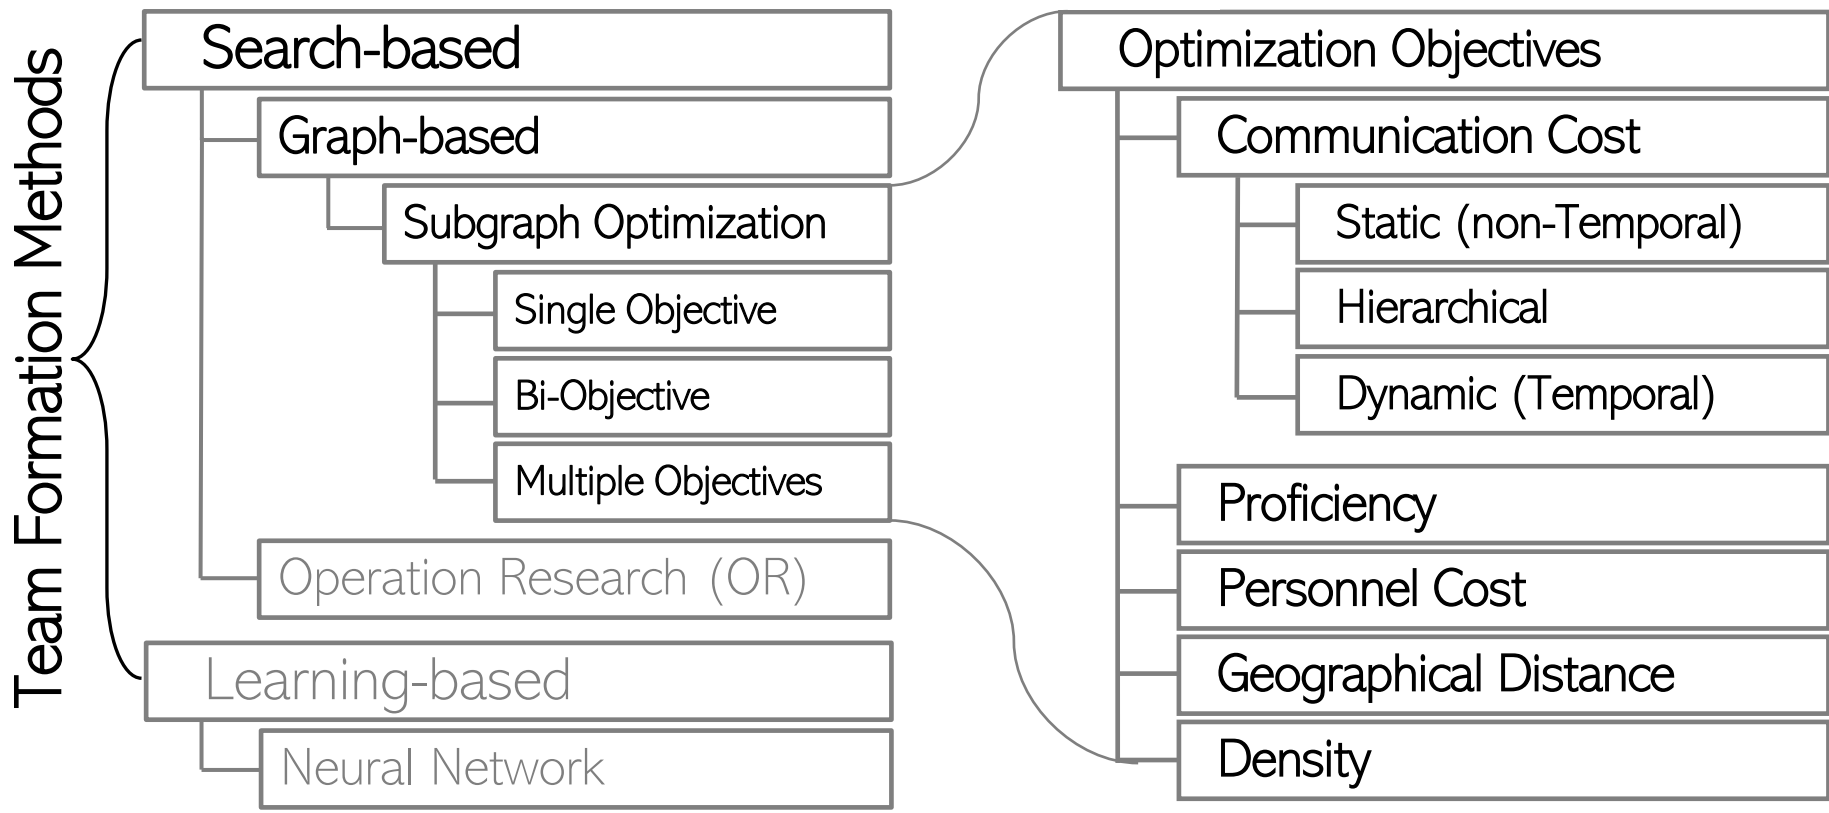 Team Formation Methods
Search-based
Graph-based
Subgraph Optimization
Single Objective
Bi-Objective
Multiple Objectives
Operation Research (OR)
Learning-based
Neural Network
Optimization Objectives
Communication Cost
Static (non-Temporal)
Hierarchical
Dynamic (Temporal)
Proficiency
Personnel Cost
Geographical Distance
Density